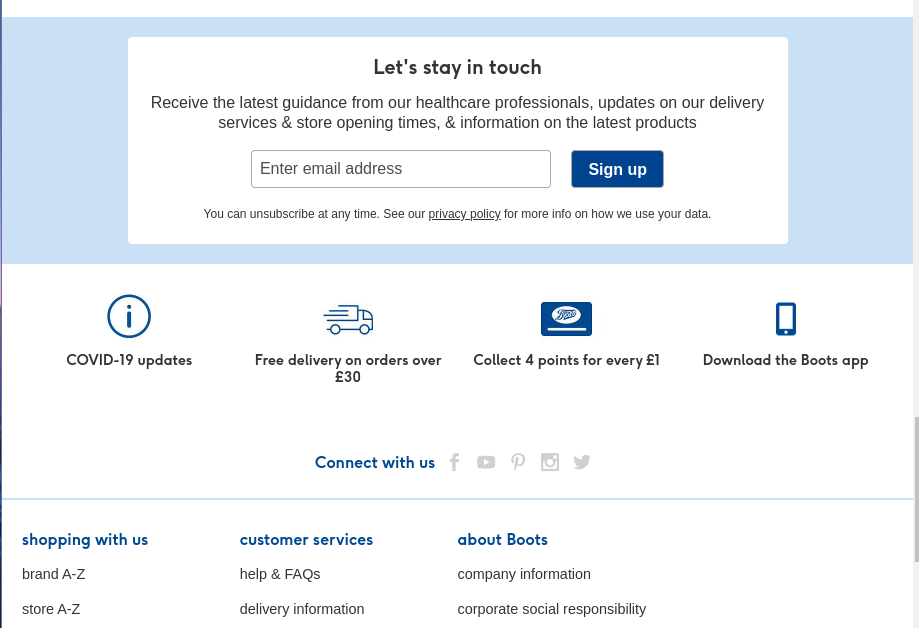 Let's stay in touch
Receive the latest guidance from our healthcare professionals, updates on our delivery
services & store opening times, & information on the latest products
Enter email address
Sign up
You can unsubscribe at any time. See our privacy policy for more info on how we use your data.
Boots
COVID-19 updates
Free delivery on orders over
£30
Collect 4 points for every £1
Download the Boots app
Connect with us
shopping with us
customer services
about Boots
brand A-Z
help & FAQs
company information
store A-Z
delivery information
corporate social responsibility